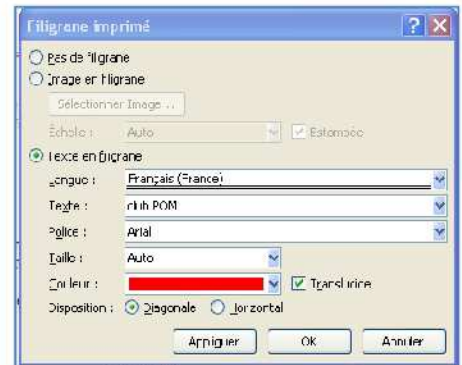 Filigrane imprimé
Pas de filigrane
Image en filigrane
Sélectionner Image...
Échelle : Auto Estompée
Texte en filigrane
Langue : Français (France)
Texte : club POM
Police : Arial
Taille : Auto
Couleur : Translucide
Disposition : Diagonale Horizontal
Appliquer OK Annuler